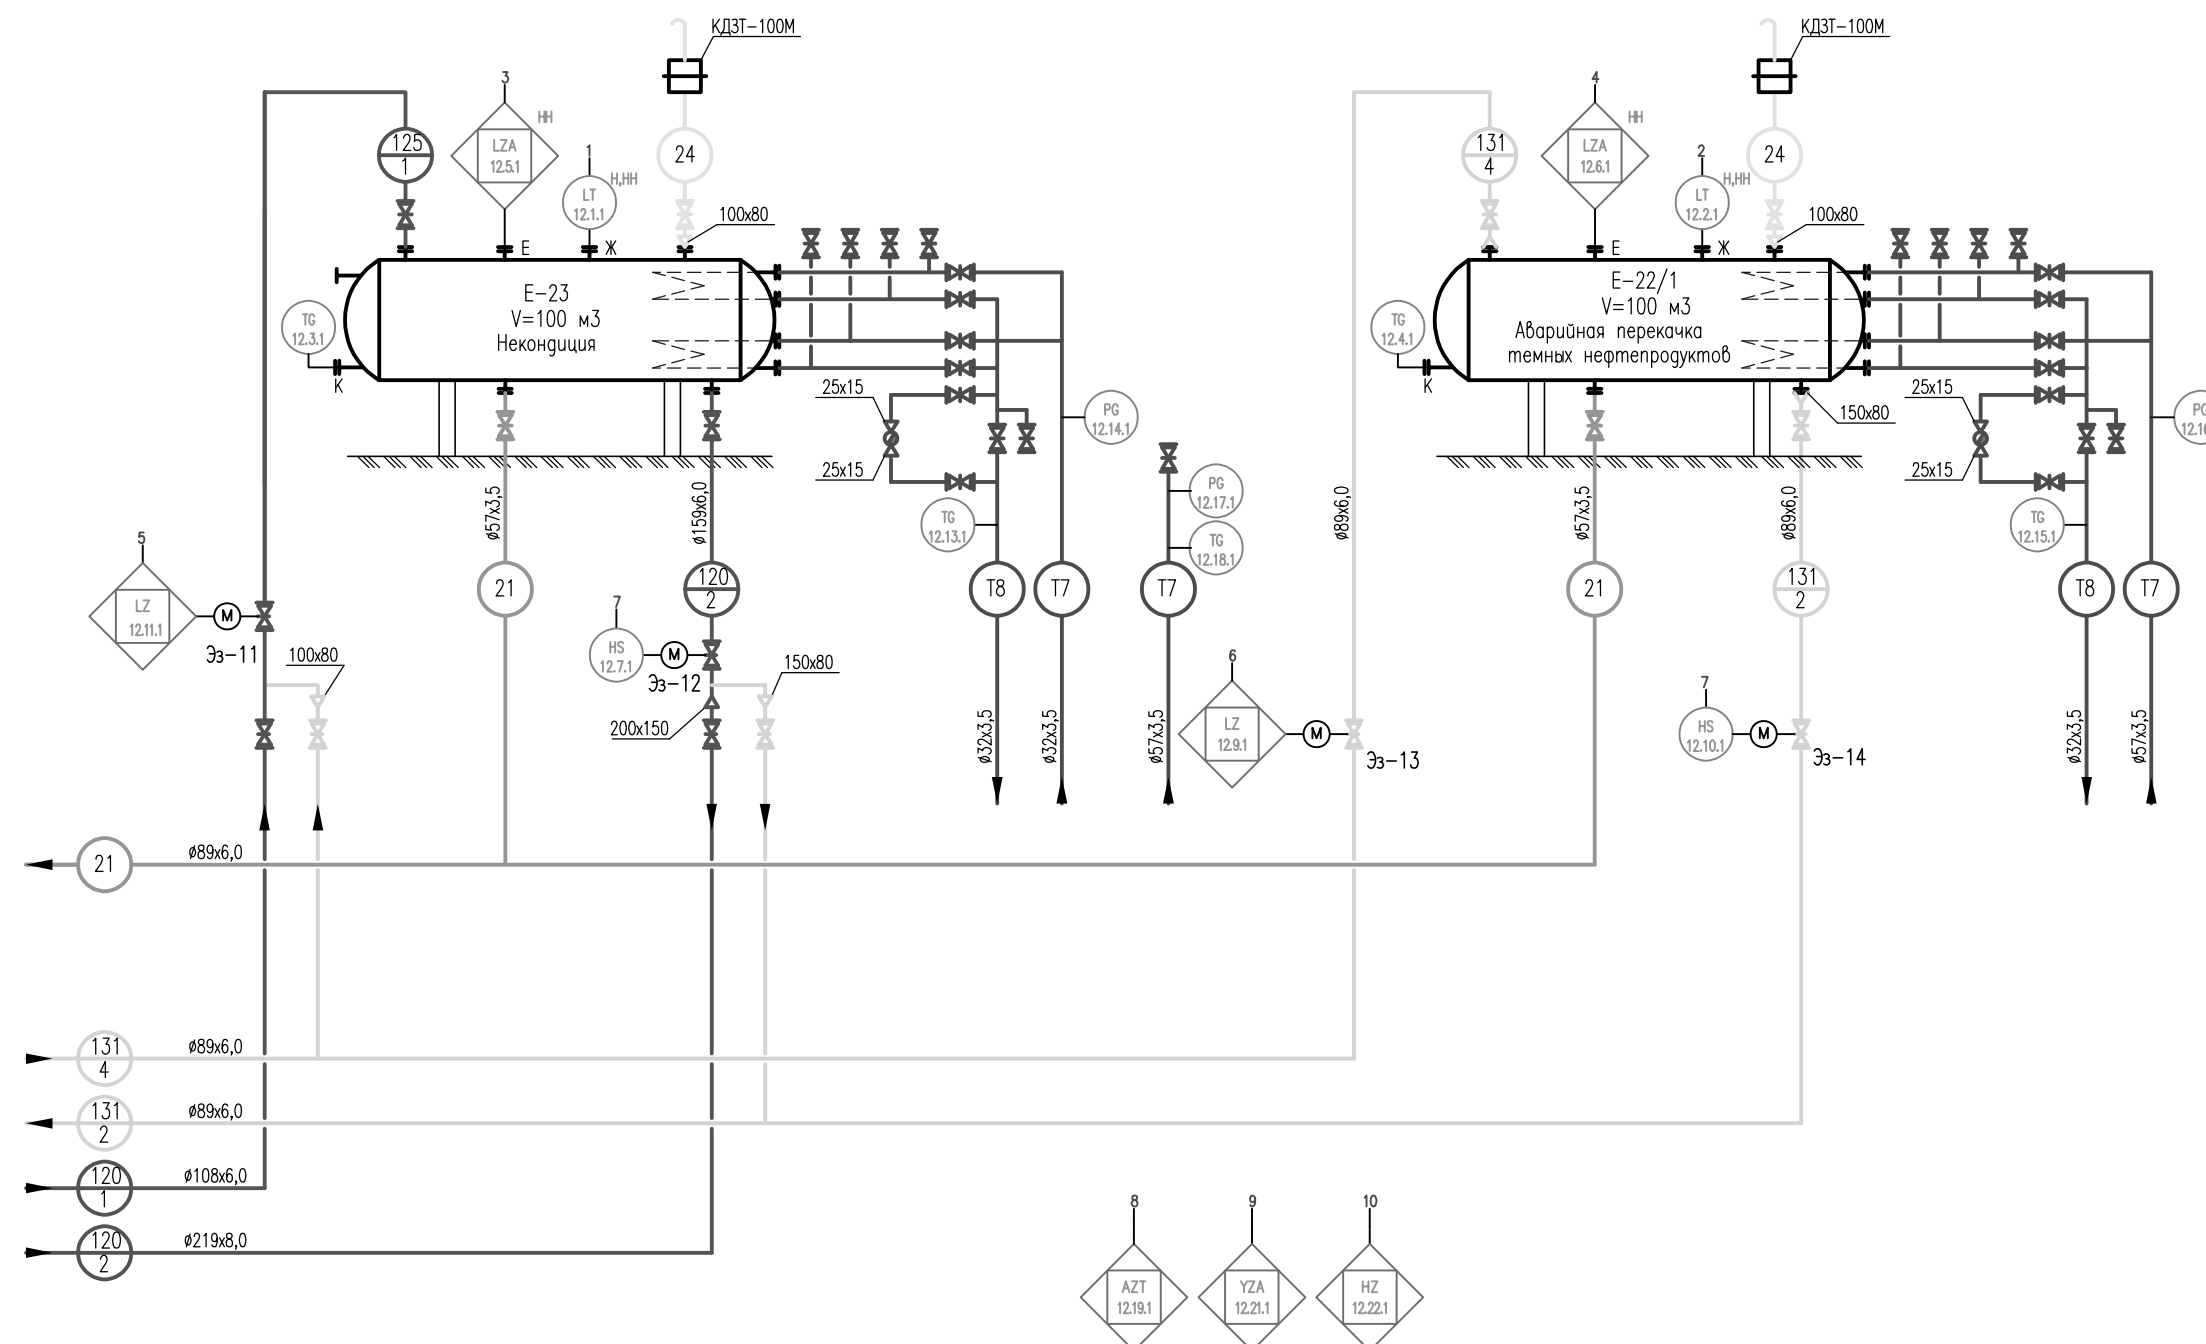 КДЗТ-100М
КДЗТ-100М
3
4
НН
НН
125
1
LZA
12.5.1
1
24
131
4
LZA
12.6.1
2
24
LT
12.1.1
Н,НН
LT
12.2.1
Н,НН
100х80
100х80
Е
Ж
Е
Ж
Е-23
V=100 м3
Некондиция
Е-22/1
V=100 м3
Аварийная перекачка
темных нефтепродуктов
TG
12.3.1
TG
12.4.1
К
К
25х15
25х15
150х80
PG
12.14.1
25х15
25х15
PG
12.17.1
TG
12.18.1
TG
12.13.1
TG
12.15.1
ø57х3,5
ø159х6,0
ø89х6,0
ø57х3,5
ø89х6,0
5
LZ
12.11.1
М
Эз-11
100х80
21
120
2
Т8
Т7
Т7
21
131
2
Т8
Т7
7
HS
12.7.1
М
Эз-12
150х80
200х150
6
LZ
12.9.1
М
Эз-13
7
HS
12.10.1
М
Эз-14
ø32х3,5
ø32х3,5
ø57х3,5
ø32х3,5
ø57х3,5
21
ø89х6,0
131
4
ø89х6,0
131
2
ø89х6,0
120
1
ø108х6,0
120
2
ø219х8,0
8
9
10
AZT
12.19.1
YZA
12.21.1
HZ
12.22.1